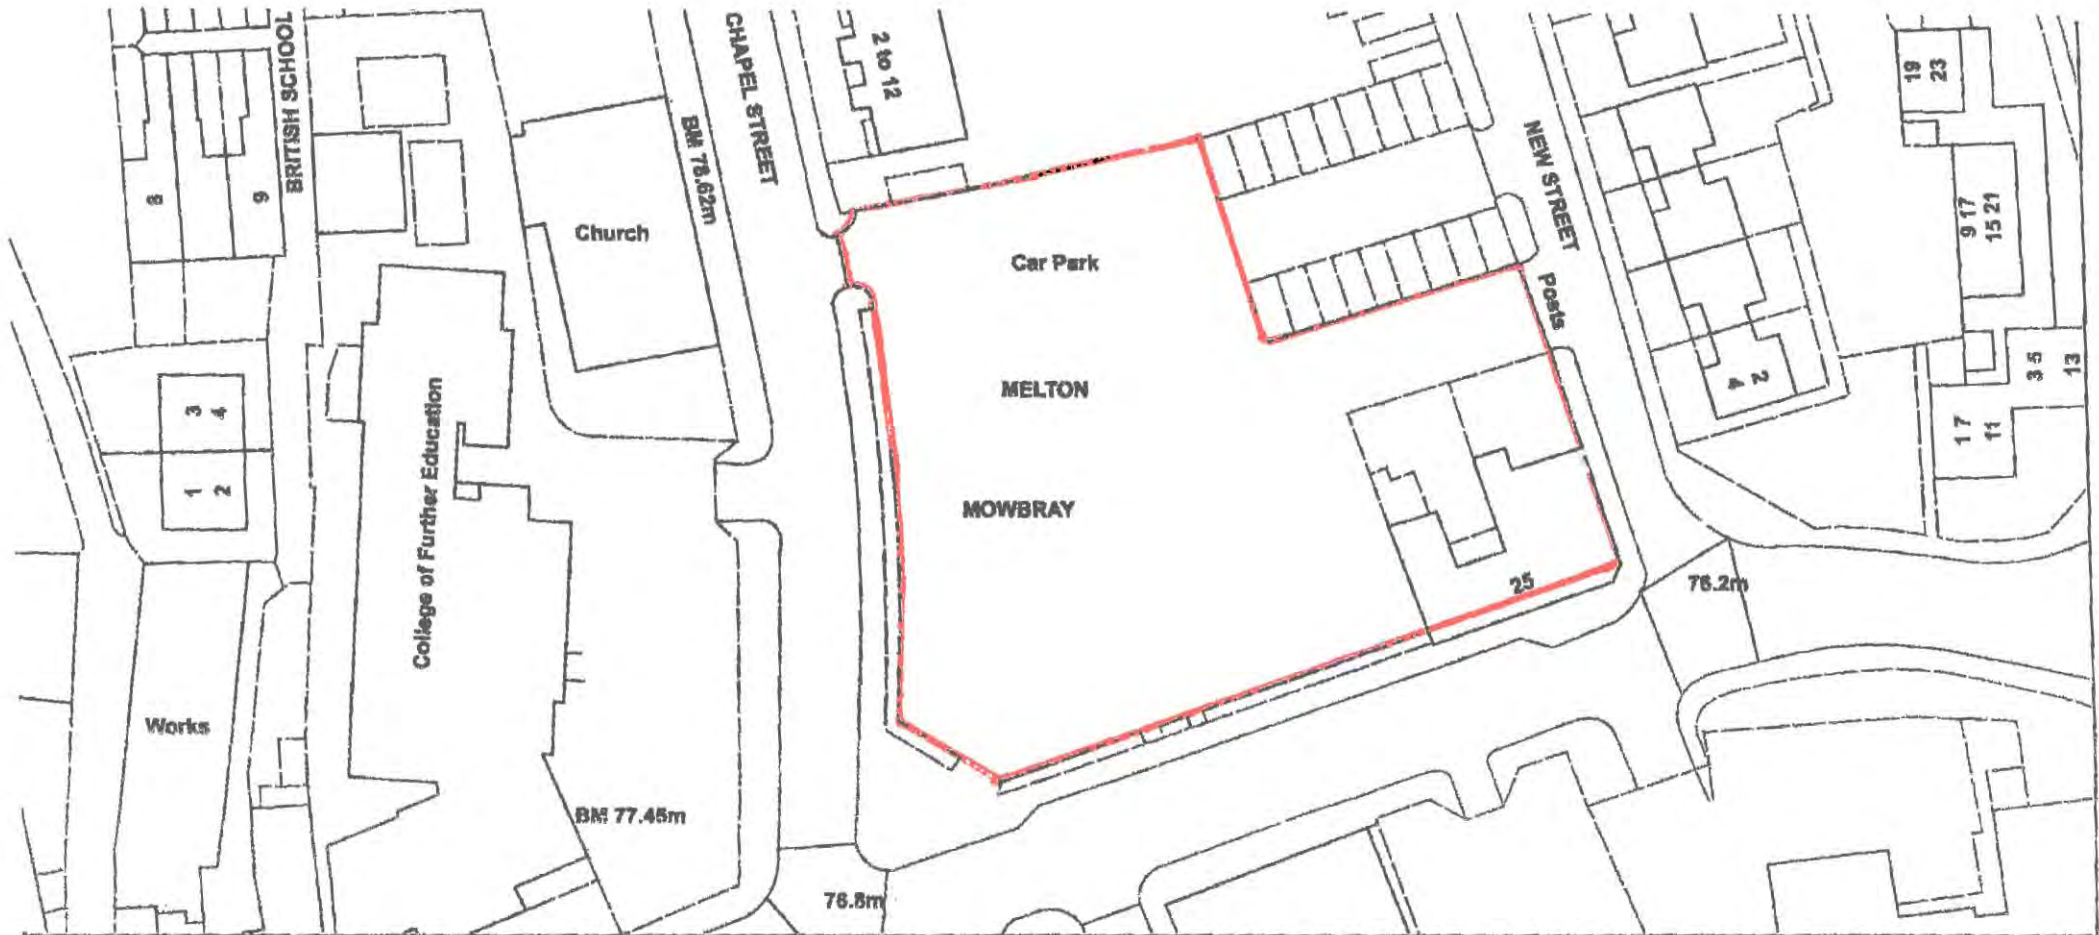 BRITISH SCHOOL
8
9
CHAPEL STREET
BM 78.62m
2 to 12
Church
Car Park
MELTON
MOWBRAY
NEW STREET
Posts
19
23
9 17
15 21
3 5
13
1 7
11
2
4
3
4
1
2
College of Further Education
Works
BM 77.45m
25
76.2m
76.8m